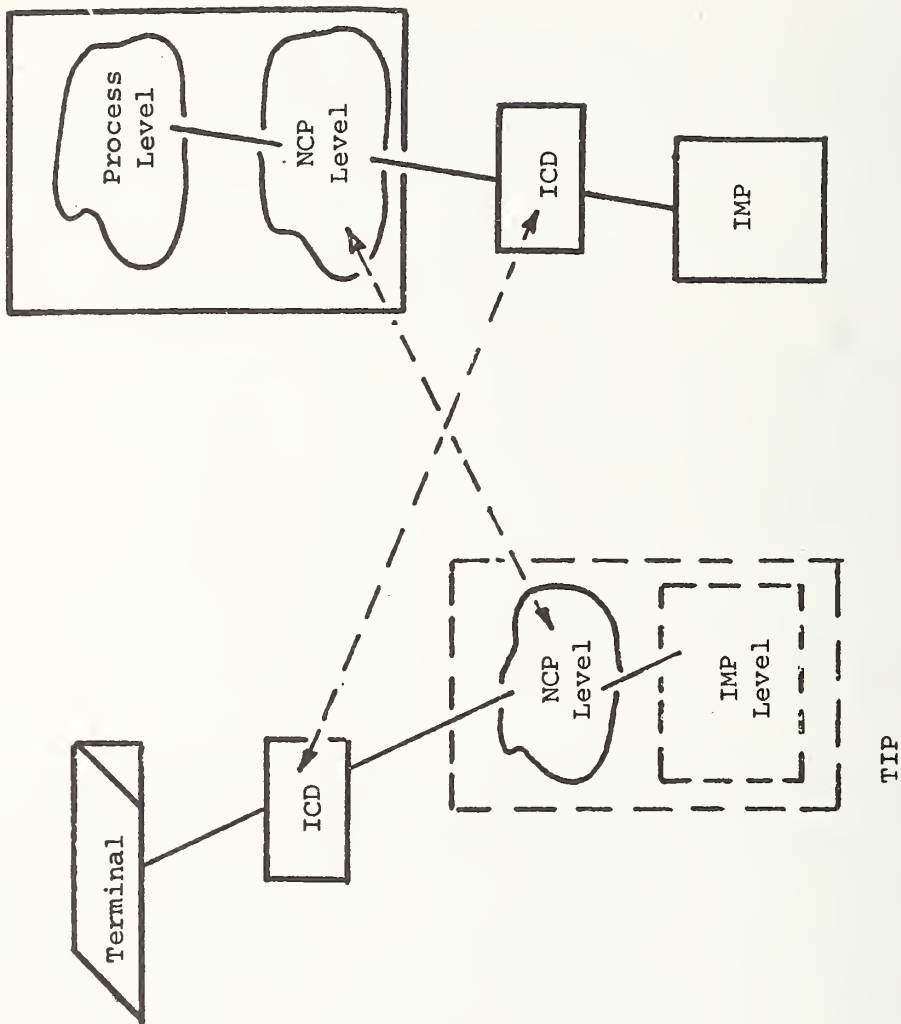 Terminal
ICD
NCP
Level
IMP
Level
TIP
Process
Level
NCP
Level
ICD
IMP